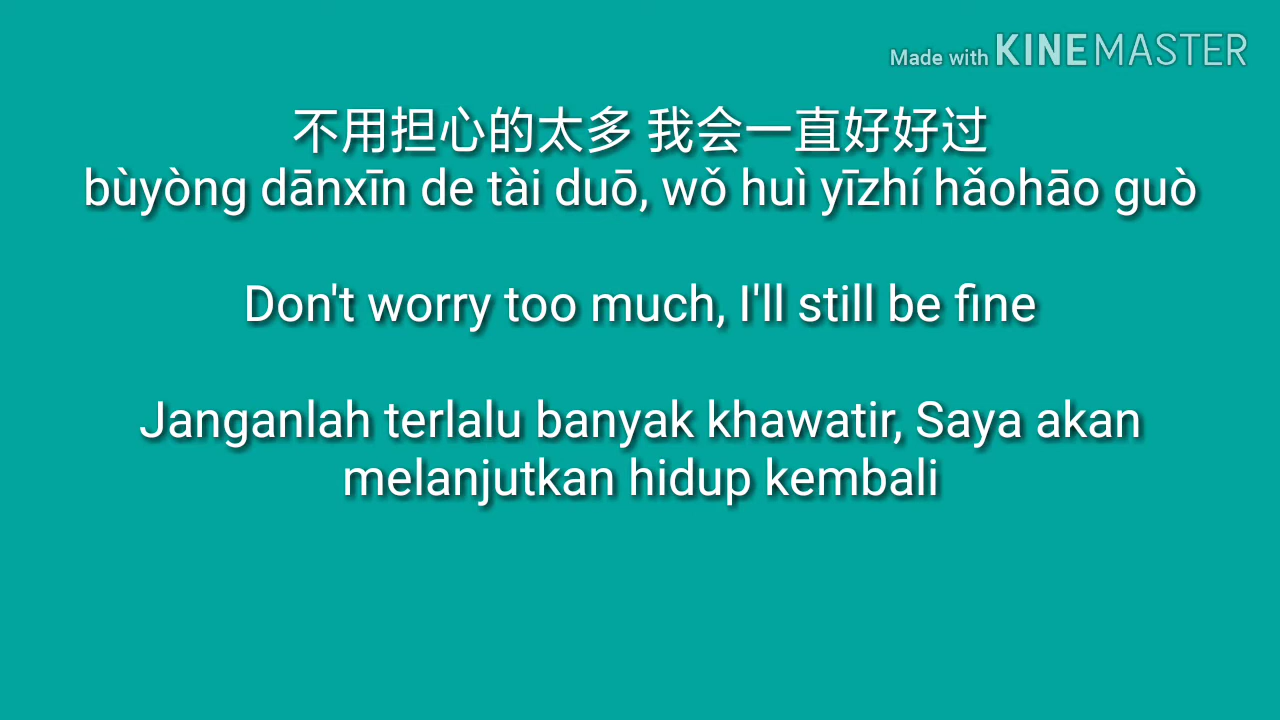 Made with KINEMASTER
不用担心的太多 我会一直好好过
bùyòng dānxīn de tài duō, wǒ huì yīzhí hǎohāo guò
Don't worry too much, I'll still be fine
Janganlah terlalu banyak khawatir, Saya akan
melanjutkan hidup kembali